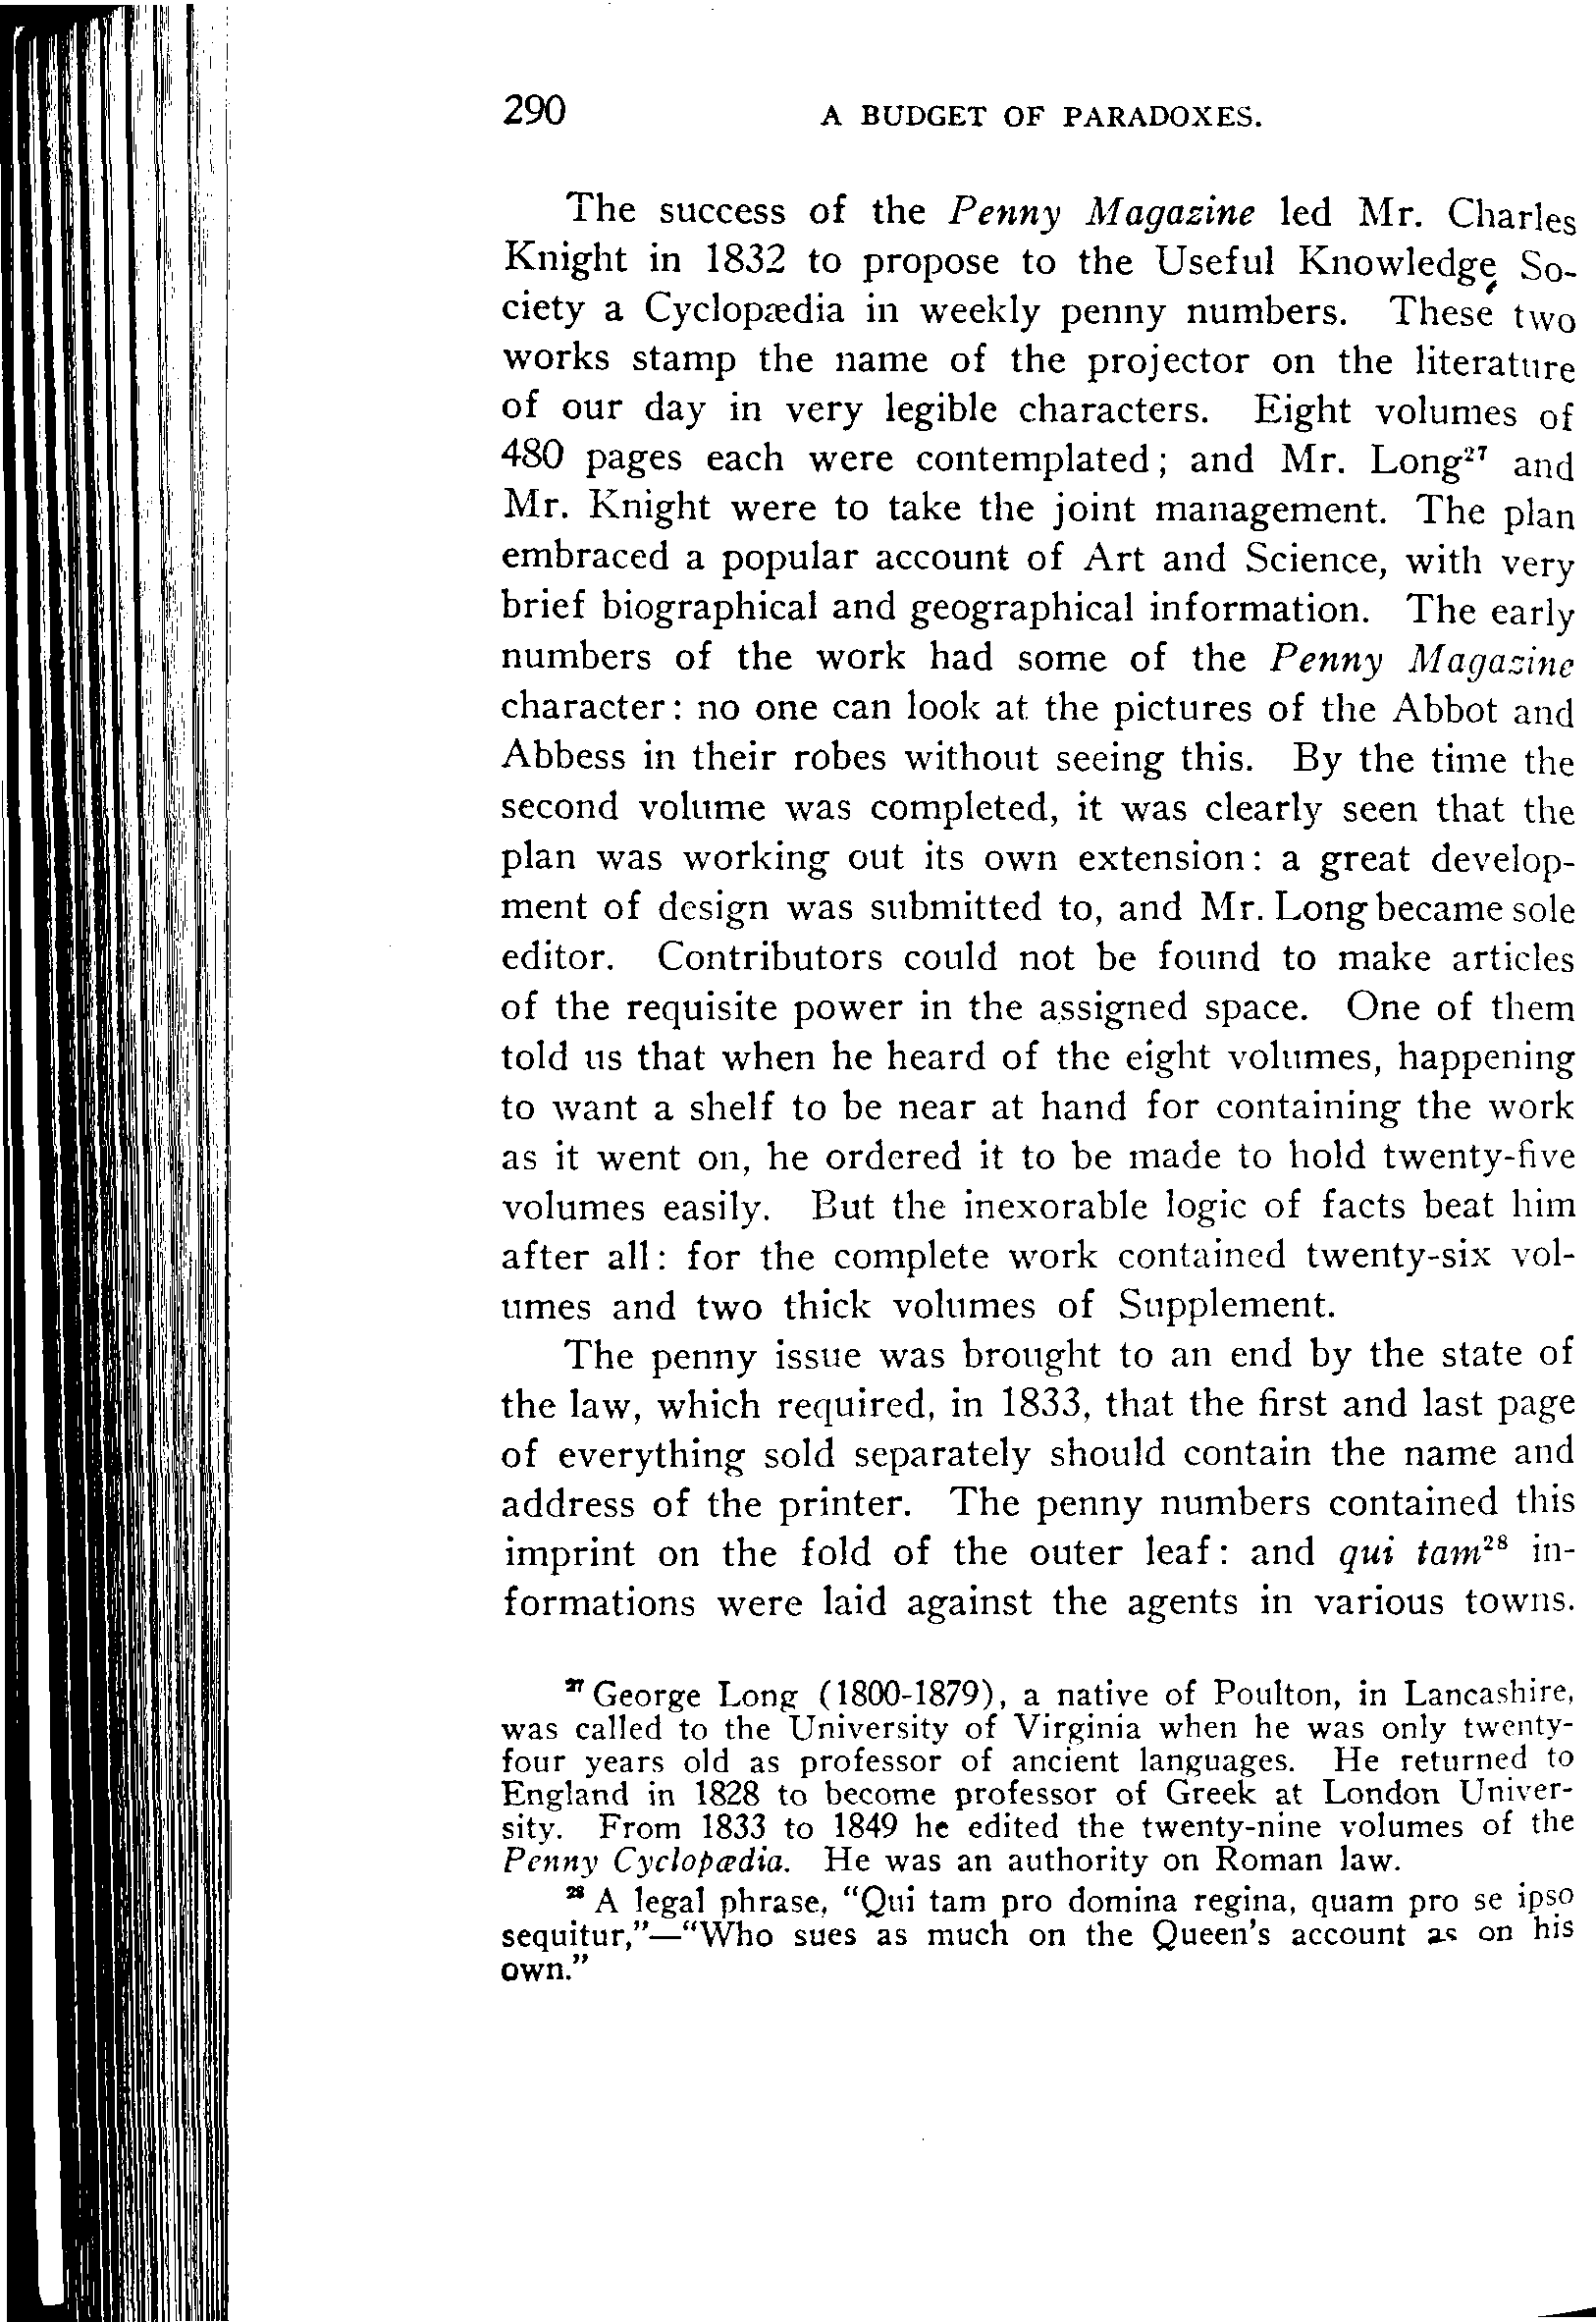 290 A BUDGET OF PARADOXES.
The success of the Penny Magazine led Mr. Charles
Knight in 1832 to propose to the Useful Knowledge So-
ciety a Cyclopædia in weekly penny numbers. These two
works stamp the name of the projector on the literature
of our day in very legible characters. Eight volumes of
480 pages each were contemplated; and Mr. Long²⁷ and
Mr. Knight were to take the joint management. The plan
embraced a popular account of Art and Science, with very
brief biographical and geographical information. The early
numbers of the work had some of the Penny Magazine
character: no one can look at the pictures of the Abbot and
Abbess in their robes without seeing this. By the time the
second volume was completed, it was clearly seen that the
plan was working out its own extension: a great develop-
ment of design was submitted to, and Mr. Long became sole
editor. Contributors could not be found to make articles
of the requisite power in the assigned space. One of them
told us that when he heard of the eight volumes, happening
to want a shelf to be near at hand for containing the work
as it went on, he ordered it to be made to hold twenty-five
volumes easily. But the inexorable logic of facts beat him
after all: for the complete work contained twenty-six vol-
umes and two thick volumes of Supplement.
The penny issue was brought to an end by the state of
the law, which required, in 1833, that the first and last page
of everything sold separately should contain the name and
address of the printer. The penny numbers contained this
imprint on the fold of the outer leaf: and qui tam²⁸ in-
formations were laid against the agents in various towns.
²⁷ George Long (1800-1879), a native of Poulton, in Lancashire,
was called to the University of Virginia when he was only twenty-
four years old as professor of ancient languages. He returned to
England in 1828 to become professor of Greek at London Univer-
sity. From 1833 to 1849 he edited the twenty-nine volumes of the
Penny Cyclopædia. He was an authority on Roman law.
²⁸ A legal phrase, "Qui tam pro domina regina, quam pro se ipso
sequitur,"—"Who sues as much on the Queen's account as on his
own."